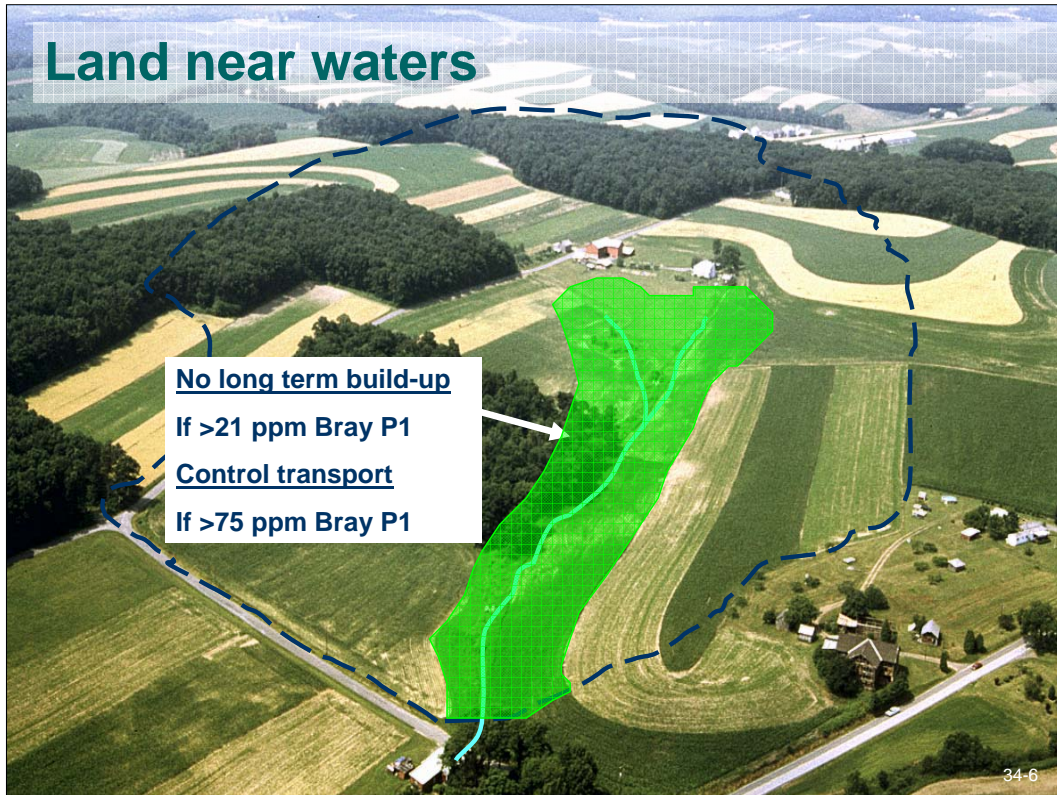 Land near waters
No long term build-up
If >21 ppm Bray P1
Control transport
If >75 ppm Bray P1
34-6